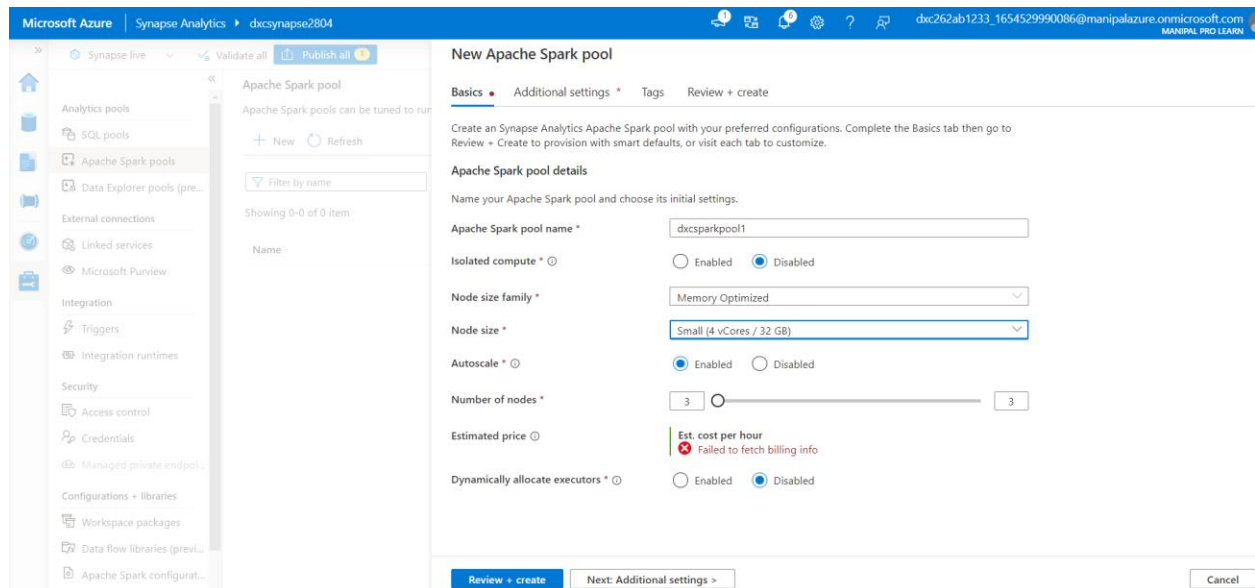 Microsoft Azure | Synapse Analytics ▸ dxcsynapse2804
1
6
dxc262ab1233_1654529990086@manipalazure.onmicrosoft.com
MANIPAL PRO LEARN
Synapse live
Validate all
Publish all 1
Analytics pools
SQL pools
Apache Spark pools
Data Explorer pools (pre...
External connections
Linked services
Microsoft Purview
Integration
Triggers
Integration runtimes
Security
Access control
Credentials
Managed private endpoi...
Configurations + libraries
Workspace packages
Data flow libraries (previ...
Apache Spark configurat...
Apache Spark pool
Apache Spark pools can be tuned to run
New Refresh
Filter by name
Showing 0-0 of 0 item
Name
New Apache Spark pool
Basics • Additional settings * Tags Review + create
Create an Synapse Analytics Apache Spark pool with your preferred configurations. Complete the Basics tab then go to
Review + Create to provision with smart defaults, or visit each tab to customize.
Apache Spark pool details
Name your Apache Spark pool and choose its initial settings.
Apache Spark pool name * dxcsparkpool1
Isolated compute * Enabled Disabled
Node size family * Memory Optimized
Node size * Small (4 vCores / 32 GB)
Autoscale * Enabled Disabled
Number of nodes * 3 3
Estimated price Est. cost per hour
Failed to fetch billing info
Dynamically allocate executors * Enabled Disabled
Review + create Next: Additional settings > Cancel